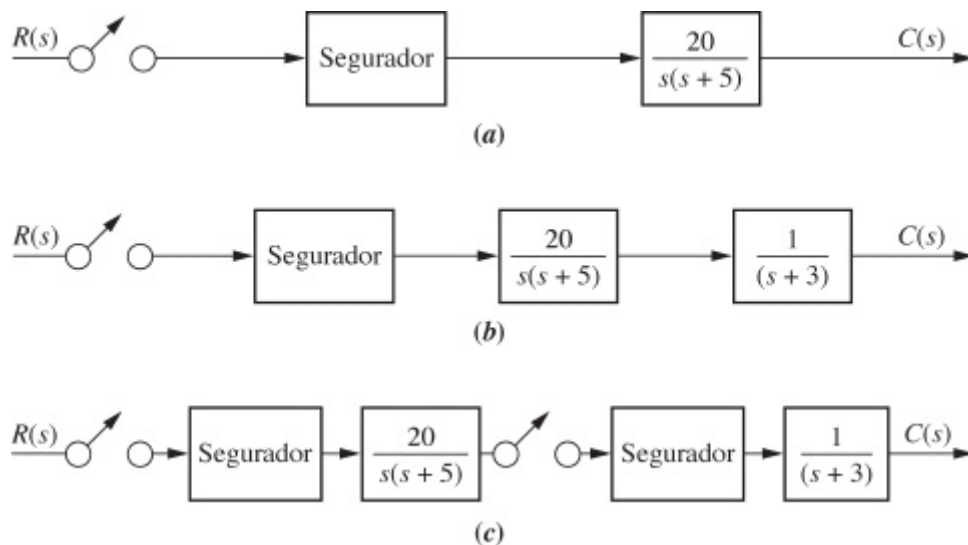 R(s) Segurador 20 C(s)
s(s + 5)
(a)
R(s) Segurador 20 1 C(s)
s(s + 5) (s + 3)
(b)
R(s) Segurador 20 Segurador 1 C(s)
s(s + 5) (s + 3)
(c)